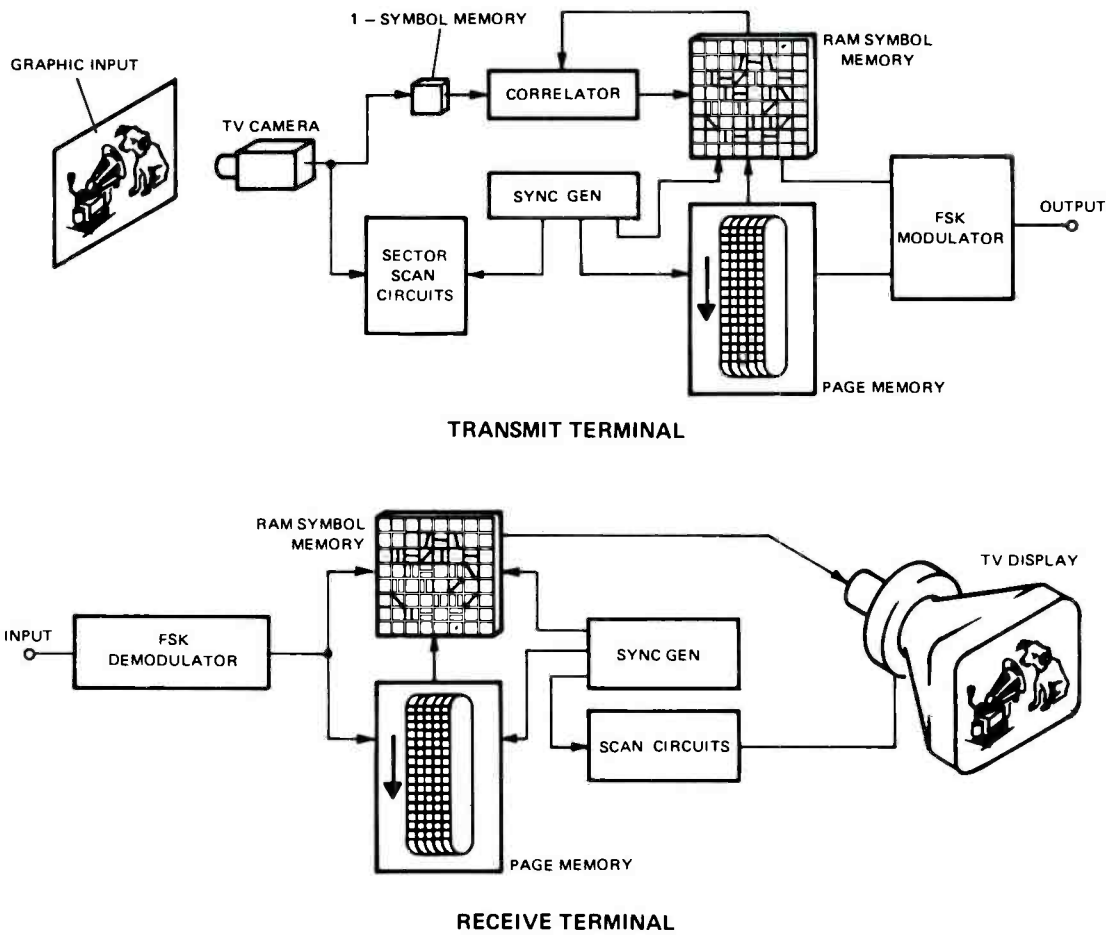 1 – SYMBOL MEMORY
GRAPHIC INPUT
TV CAMERA
CORRELATOR
RAM SYMBOL
MEMORY
SYNC GEN
SECTOR
SCAN
CIRCUITS
FSK
MODULATOR
OUTPUT
PAGE MEMORY
TRANSMIT TERMINAL
RAM SYMBOL
MEMORY
TV DISPLAY
INPUT
FSK
DEMODULATOR
SYNC GEN
SCAN CIRCUITS
PAGE MEMORY
RECEIVE TERMINAL